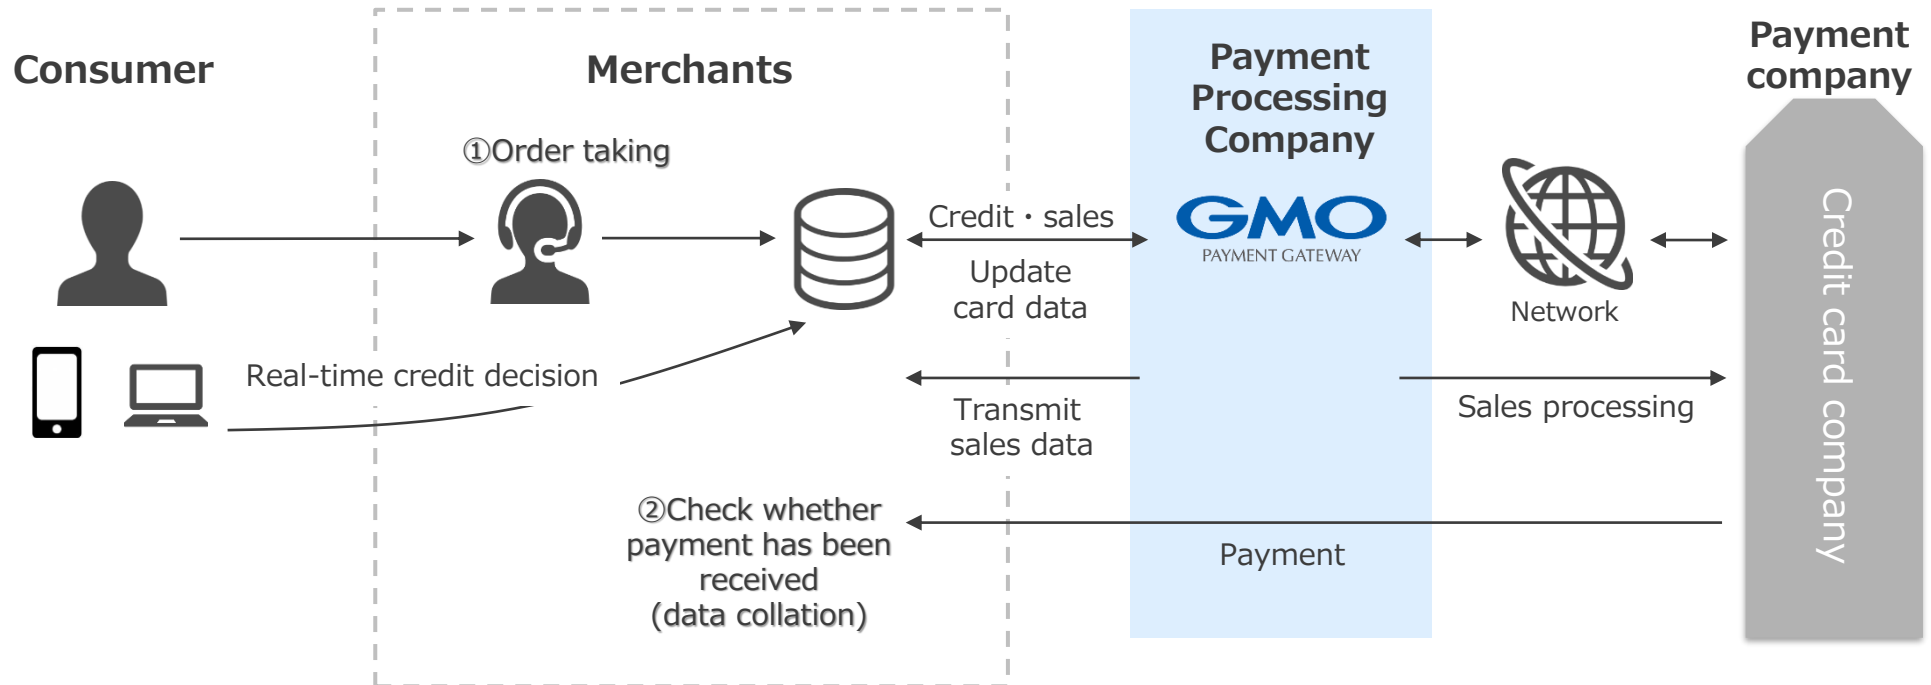 Consumer
Merchants
Payment
Processing
Company
Payment
company
①Order taking
GMO
PAYMENT GATEWAY
Credit・sales
Update
card data
Network
Real-time credit decision
Transmit
sales data
Sales processing
②Check whether
payment has been
received
(data collation)
Payment
Credit card company